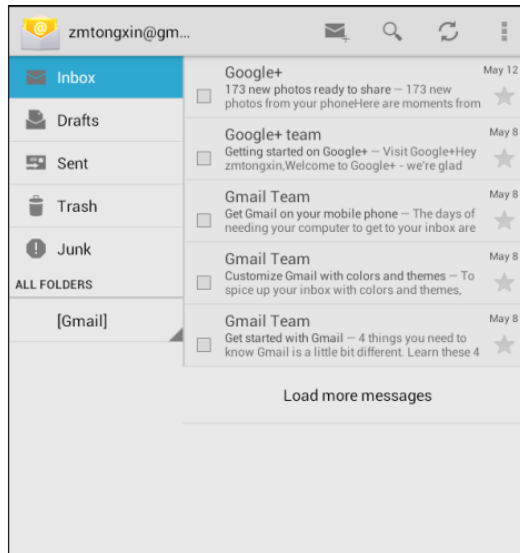 zmtongxin@gm...
Inbox
Drafts
Sent
Trash
Junk
ALL FOLDERS
[Gmail]
Google+
May 12
173 new photos ready to share — 173 new
photos from your phoneHere are moments from
Google+ team
May 8
Getting started on Google+ — Visit Google+Hey
zmtongxin,Welcome to Google+ - we're glad
Gmail Team
May 8
Get Gmail on your mobile phone — The days of
needing your computer to get to your inbox are
Gmail Team
May 8
Customize Gmail with colors and themes — To
spice up your inbox with colors and themes,
Gmail Team
May 8
Get started with Gmail — 4 things you need to
know Gmail is a little bit different. Learn these 4
Load more messages